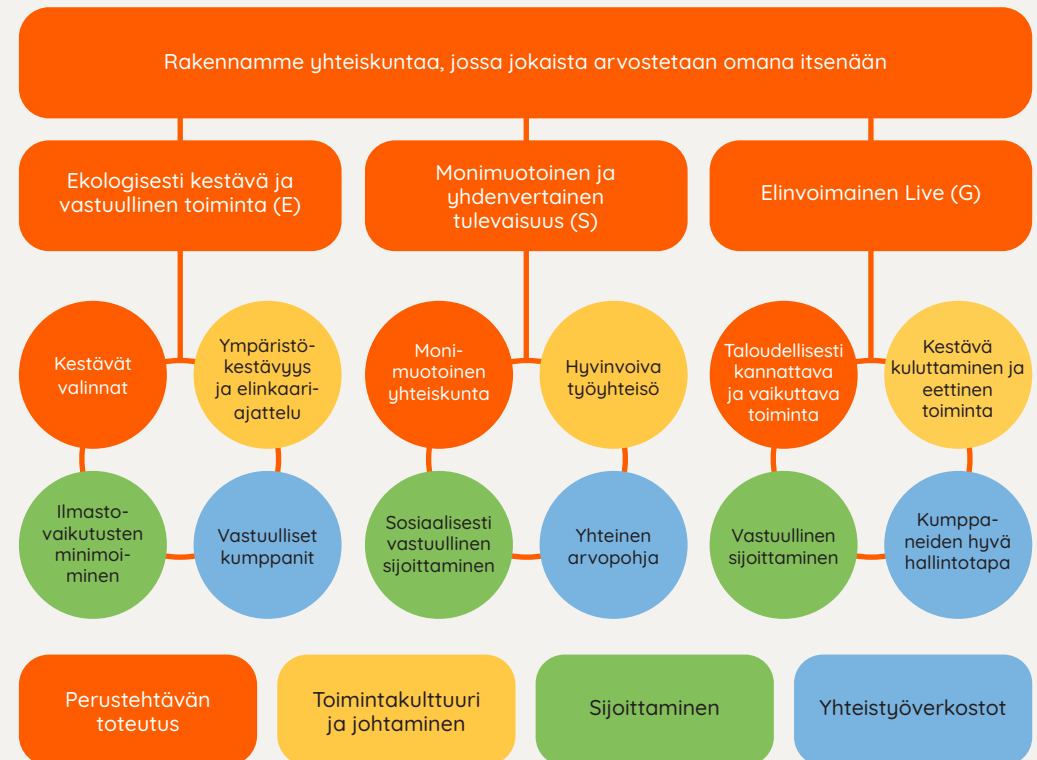 Rakennamme yhteiskuntaa, jossa jokaista arvostetaan omana itsenään
Ekologisesti kestävä ja
vastuullinen toiminta (E)
Monimuotoinen ja
yhdenvertainen
tulevaisuus (S)
Elinvoimainen Live (G)
Kestävät
valinnat
Ympäristö-
kestävyys
ja elinkaari-
ajattelu
Moni-
muotoinen
yhteiskunta
Hyvinvoiva
työyhteisö
Taloudellisesti
kannattava
ja vaikuttava
toiminta
Kestävä
kuluttaminen ja
eettinen
toiminta
Ilmasto-
vaikutusten
minimoi-
minen
Vastuulliset
kumppanit
Sosiaalisesti
vastuullinen
sijoittaminen
Yhteinen
arvopohja
Vastuullinen
sijoittaminen
Kumppa-
neiden hyvä
hallintotapa
Perustehtävän
toteutus
Toimintakulttuuri
ja johtaminen
Sijoittaminen
Yhteistyöverkostot